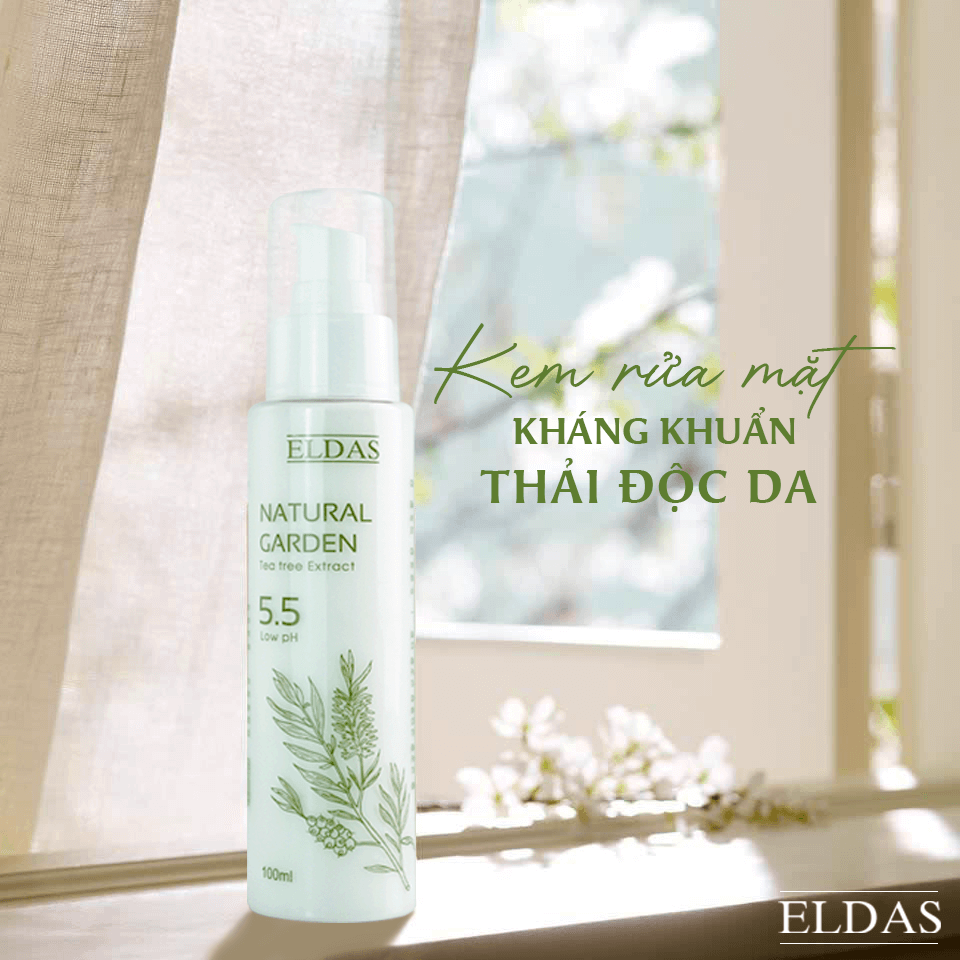 Kem rửa mặt
KHÁNG KHUẨN
THẢI ĐỘC DA
ELDAS
NATURAL
GARDEN
Tea tree Extract
5.5
Low pH
100ml
ELDAS